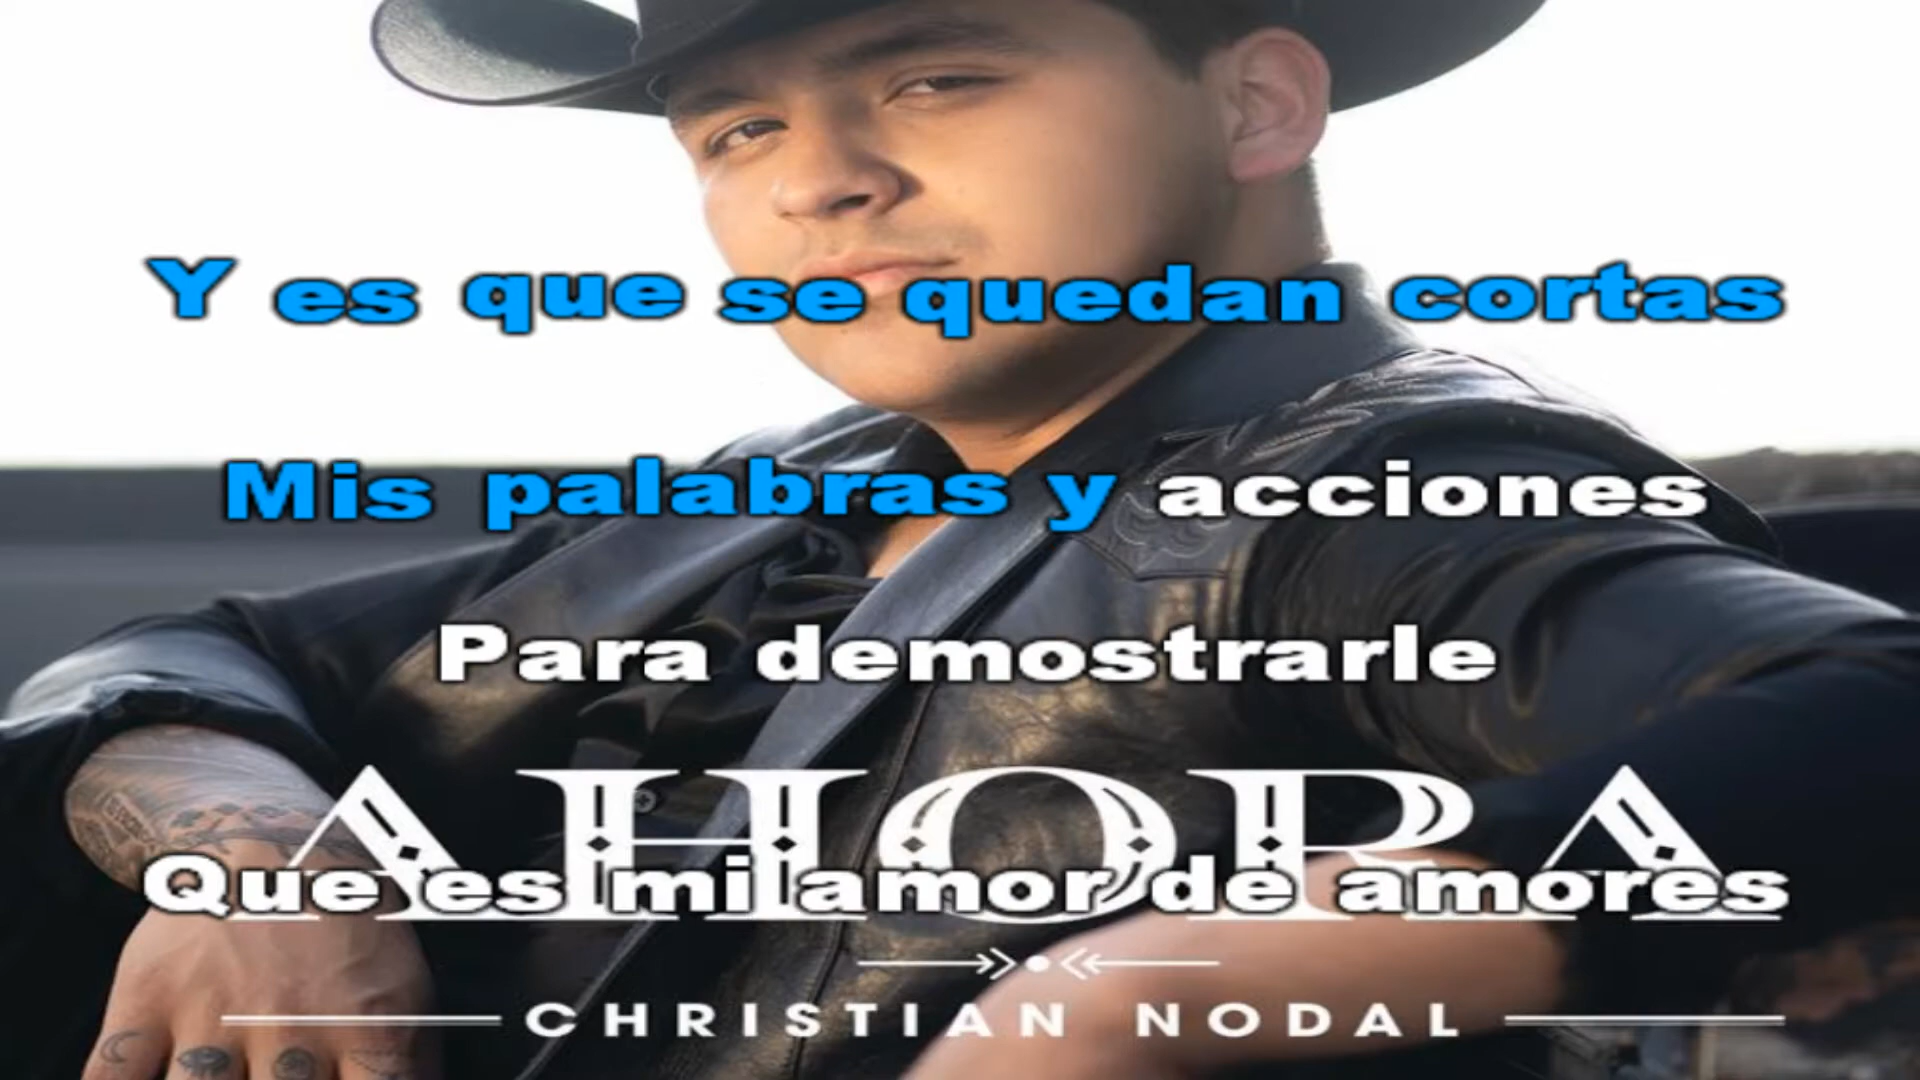 Y es que se quedan cortas
Mis palabras y acciones
Para demostrarle
AHORA
Que es mi amor de amores
CHRISTIAN NODAL